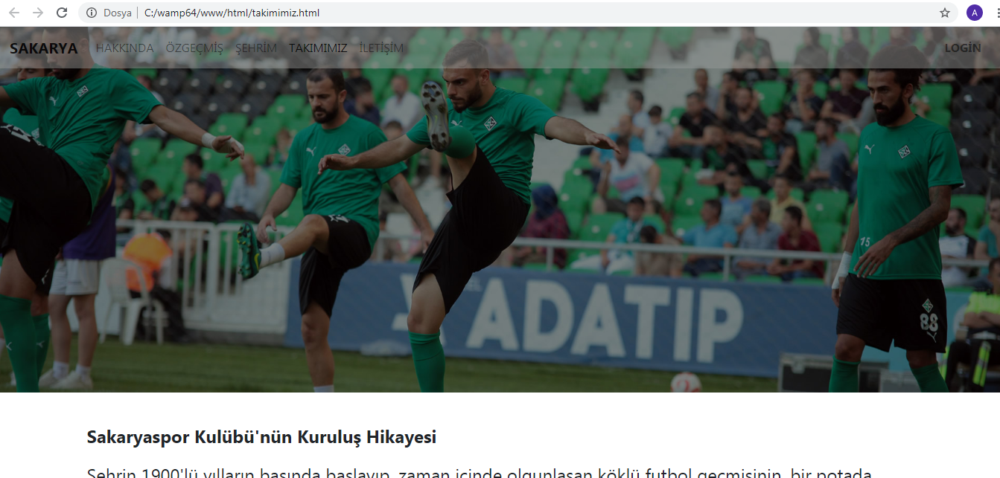 Dosya C:/wamp64/www/html/takimimiz.html A
SAKARYA HAKKINDA ÖZGEÇMİŞ ŞEHRİM TAKIMIMIZ İLETİŞİM LOGİN
15
ADATIP
88
Sakaryaspor Kulübü'nün Kuruluş Hikayesi
Şehrin 1900'lü yılların başında başlayıp, zaman içinde olgunlaşan köklü futbol geçmişinin, bir potada